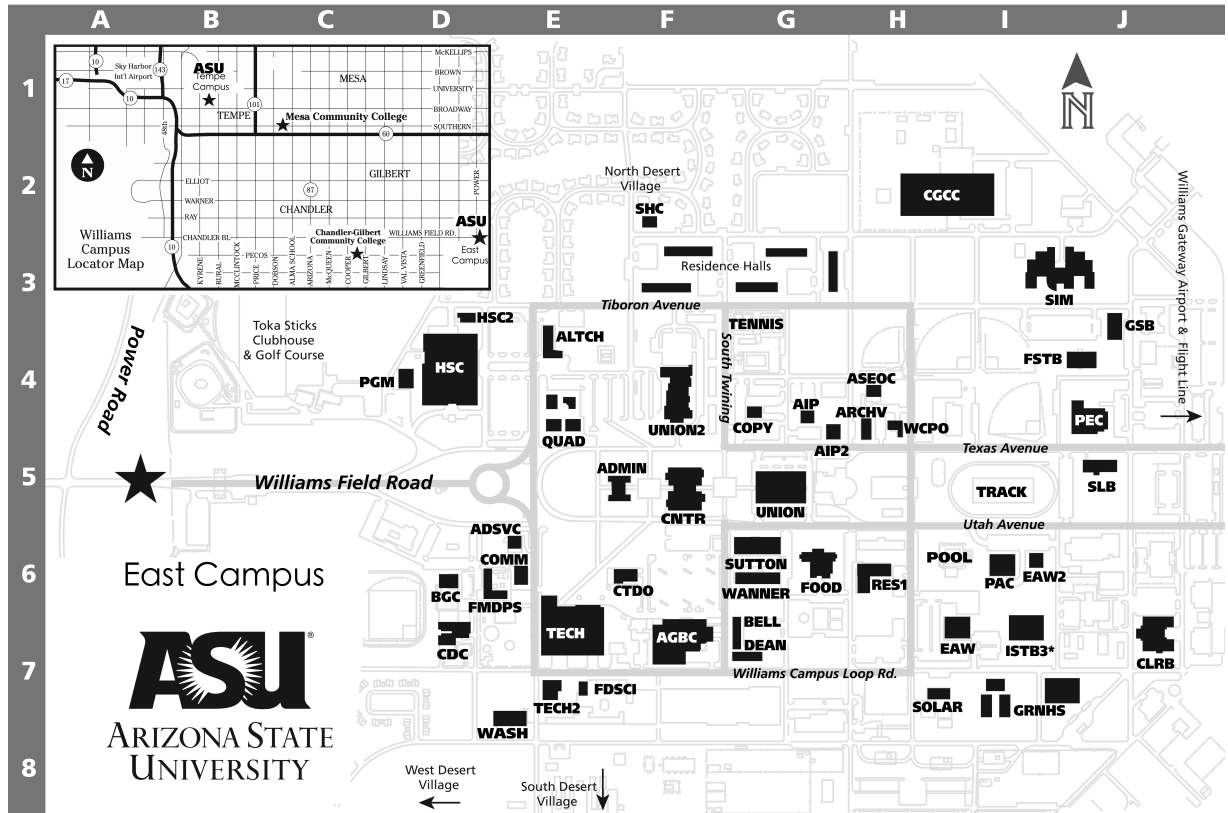 A B C D E F G H I J
1
2
3
4
5
6
7
8
McKELLIPS
BROWN
UNIVERSITY
BROADWAY
SOUTHERN
10
17
10
143
101
60
87
10
Sky Harbor
Int'l Airport
ASU
Tempe
Campus
MESA
TEMPE
Mesa Community College
48th
N
GILBERT
ELLIOT
WARNER
RAY
CHANDLER BL.
CHANDLER
POWER
ASU
East
Campus
Chandler-Gilbert
Community College
WILLIAMS FIELD RD.
PECOS
Williams
Campus
Locator Map
KYRENE
RURAL
McCLINTOCK
PRICE
DOBSON
ALMA SCHOOL
ARIZONA
McQUEEN
COOPER
GILBERT
LINDSAY
VAL VISTA
GREENFIELD
N
North Desert
Village
SHC
CGCC
Williams Gateway Airport & Flight Line
Residence Halls
SIM
Tiboron Avenue
Power Road
Toka Sticks
Clubhouse
& Golf Course
HSC2
ALTCH
TENNIS
GSB
South Twining
FSTB
HSC
PGM
ASEOC
AIP
ARCHV
PEC
QUAD
UNION2
COPY
WCPO
AIP2
Texas Avenue
Williams Field Road
ADMIN
CNTR
UNION
TRACK
SLB
Utah Avenue
ADSVC
COMM
BGC
FMDPS
CDC
East Campus
CTDO
SUTTON
WANNER
FOOD
RES1
POOL
PAC
EAW2
TECH
AGBC
BELL
DEAN
EAW
ISTB3*
CLRB
Williams Campus Loop Rd.
TECH2
FDSCI
WASH
SOLAR
GRNHS
ASU®
ARIZONA STATE
UNIVERSITY
West Desert
Village
South Desert
Village